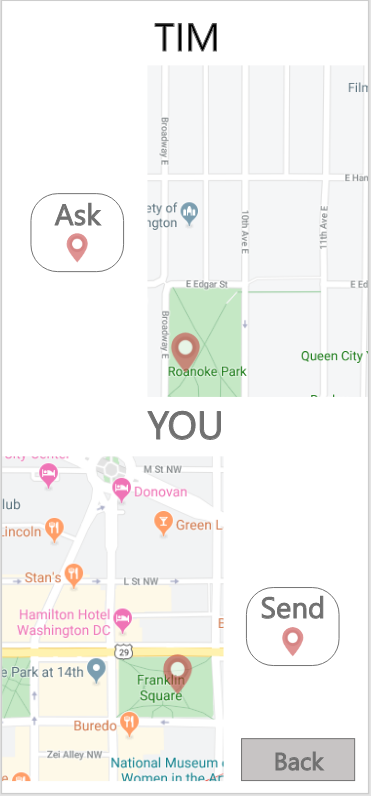 TIM
Film
Broadway E
E Har
Ask
ety of
ngton
10th Ave E
11th Ave E
E Edgar St
E Ed
Broadway E
Queen City
Roanoke Park
YOU
City Center
M St NW
Donovan
lub
Green L
Lincoln
Stan's
L St NW
Send
Hamilton Hotel
Washington DC
E
29
e Park at 14th
Franklin
Square
Buredo
Back
Zei Alley NW
National Museum
Women in the Ar
e